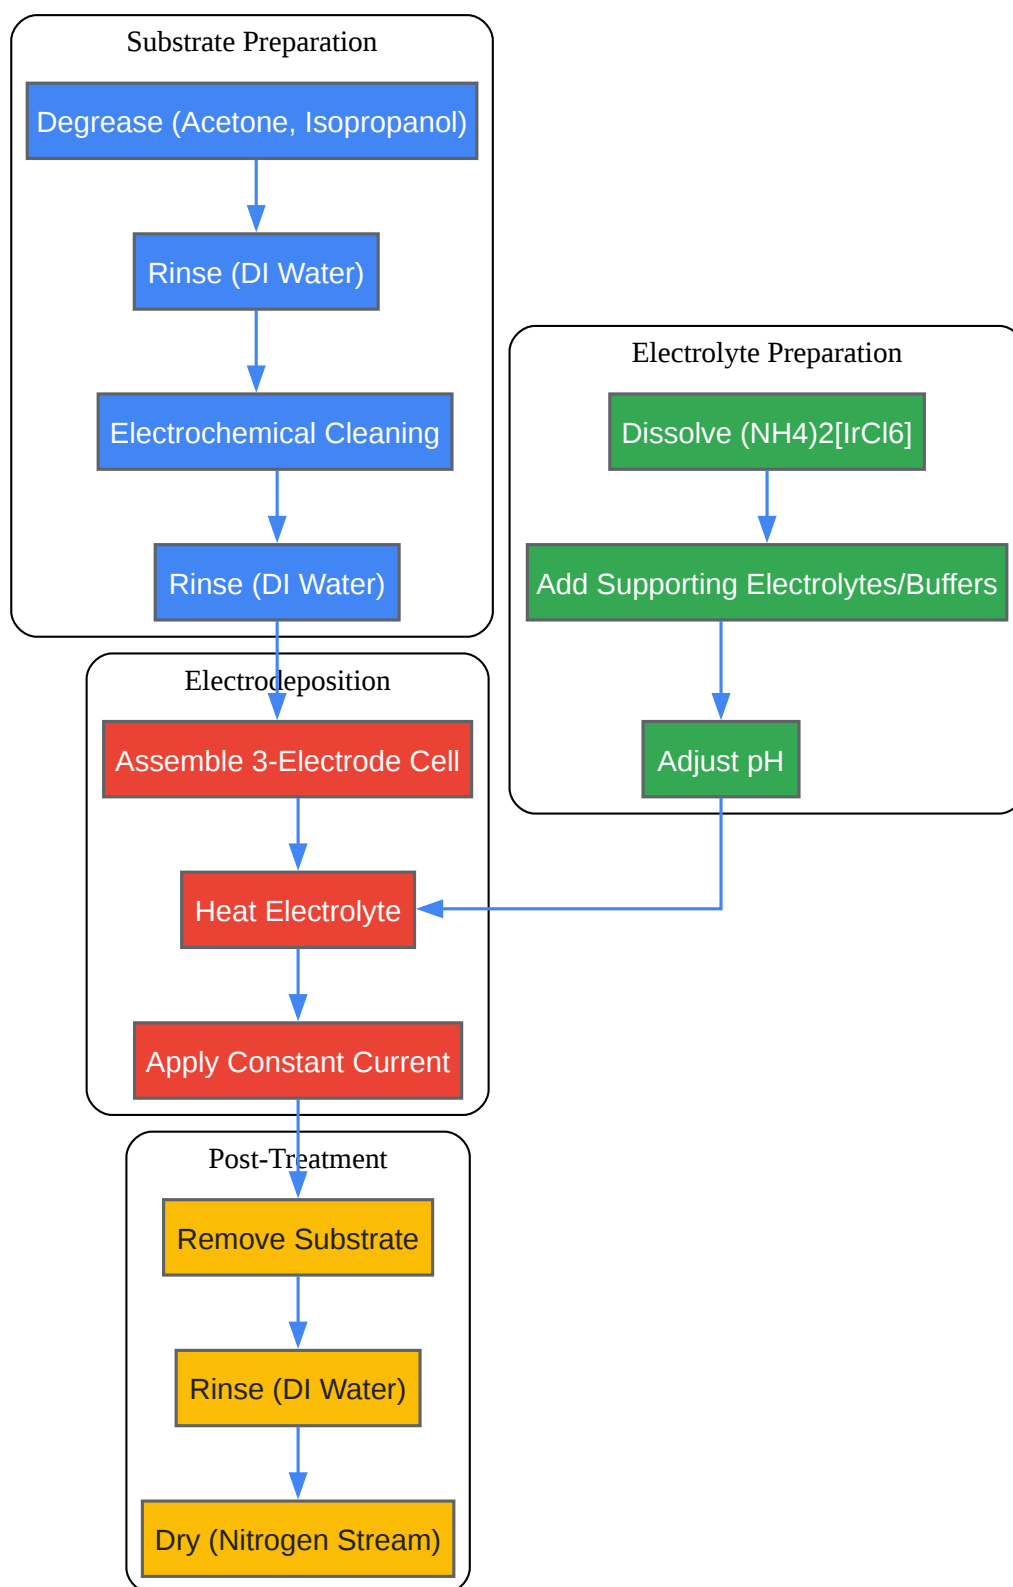 Substrate Preparation
Degrease (Acetone, Isopropanol)
Rinse (DI Water)
Electrochemical Cleaning
Rinse (DI Water)
Electrolyte Preparation
Dissolve (NH4)2[IrCl6]
Add Supporting Electrolytes/Buffers
Adjust pH
Electrodeposition
Assemble 3-Electrode Cell
Heat Electrolyte
Apply Constant Current
Post-Treatment
Remove Substrate
Rinse (DI Water)
Dry (Nitrogen Stream)